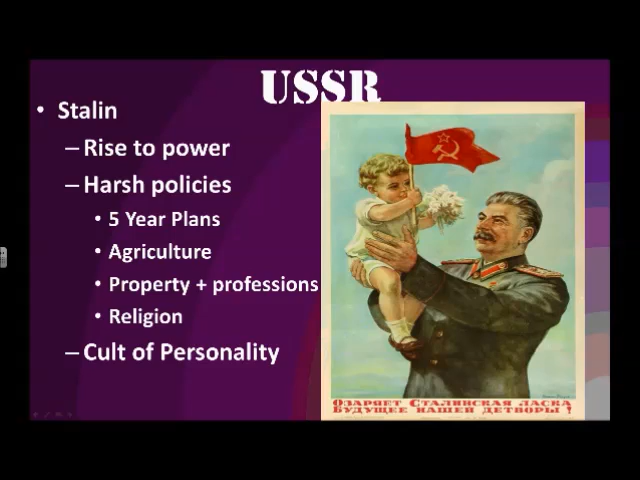 USSR
• Stalin
– Rise to power
– Harsh policies
• 5 Year Plans
• Agriculture
• Property + professions
• Religion
– Cult of Personality
Озаряет Сталинская ласка
будущее нашей детворы!